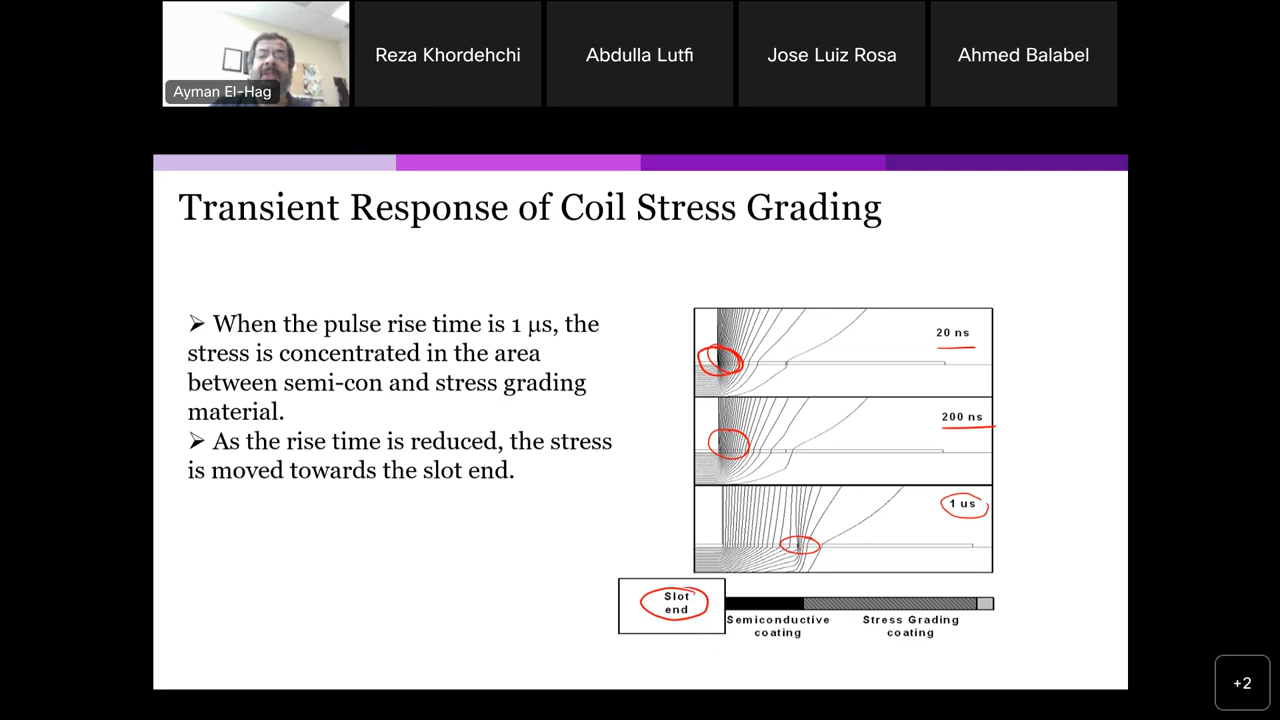 Ayman El-Hag
Reza Khordehchi
Abdulla Lutfi
Jose Luiz Rosa
Ahmed Balabel
Transient Response of Coil Stress Grading
➢ When the pulse rise time is 1 μs, the
stress is concentrated in the area
between semi-con and stress grading
material.
➢ As the rise time is reduced, the stress
is moved towards the slot end.
20 ns
200 ns
1 us
Slot
end
Semiconductive
coating
Stress Grading
coating
+2